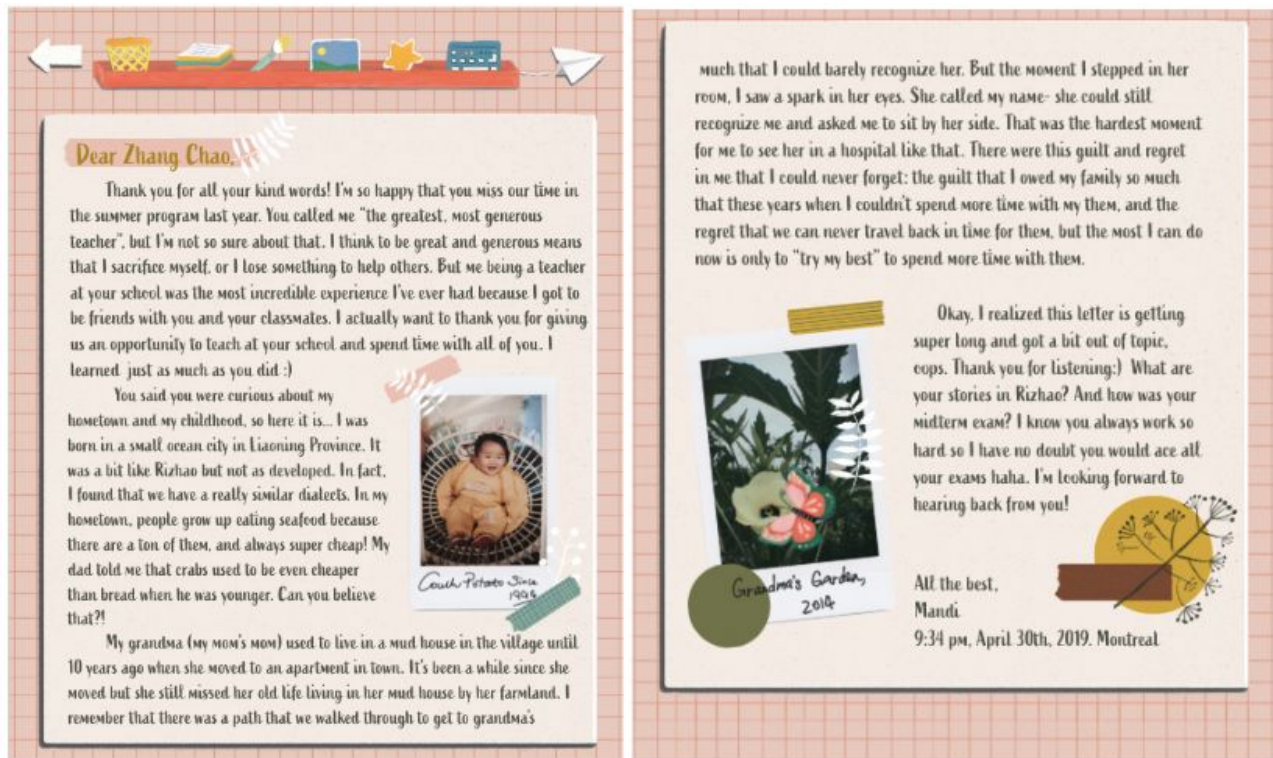 Dear Zhang Chao,
Thank you for all your kind words! I'm so happy that you miss our time in
the summer program last year. You called me "the greatest, most generous
teacher", but I'm not so sure about that. I think to be great and generous means
that I sacrifice myself, or I lose something to help others. But me being a teacher
at your school was the most incredible experience I've ever had because I got to
be friends with you and your classmates. I actually want to thank you for giving
us an opportunity to teach at your school and spend time with all of you. I
learned just as much as you did :)
You said you were curious about my
hometown and my childhood, so here it is... I was
born in a small ocean city in Liaoning Province. It
was a bit like Rizhao but not as developed. In fact,
I found that we have a really similar dialects. In my
hometown, people grow up eating seafood because
there are a ton of them, and always super cheap! My
dad told me that crabs used to be even cheaper
than bread when he was younger. Can you believe
that?!
Couch Potato Since
My grandma (my mom's mom) used to live in a mud house in the village until
10 years ago when she moved to an apartment in town. It's been a while since she
moved but she still missed her old life living in her mud house by her farmland. I
remember that there was a path that we walked through to get to grandma's
much that I could barely recognize her. But the moment I stepped in her
room, I saw a spark in her eyes. She called my name- she could still
recognize me and asked me to sit by her side. That was the hardest moment
for me to see her in a hospital like that. There were this guilt and regret
in me that I could never forget: the guilt that I owed my family so much
that these years when I couldn't spend more time with my them, and the
regret that we can never travel back in time for them, but the most I can do
now is only to "try my best" to spend more time with them.
Okay, I realized this letter is getting
super long and got a bit out of topic,
oops. Thank you for listening:) What are
your stories in Rizhao? And how was your
midterm exam? I know you always work so
hard so I have no doubt you would ace all
your exams haha. I'm looking forward to
hearing back from you!
Grandma's Garden,
2014
All the best,
Mandi
9:34 pm, April 30th, 2019. Montreal